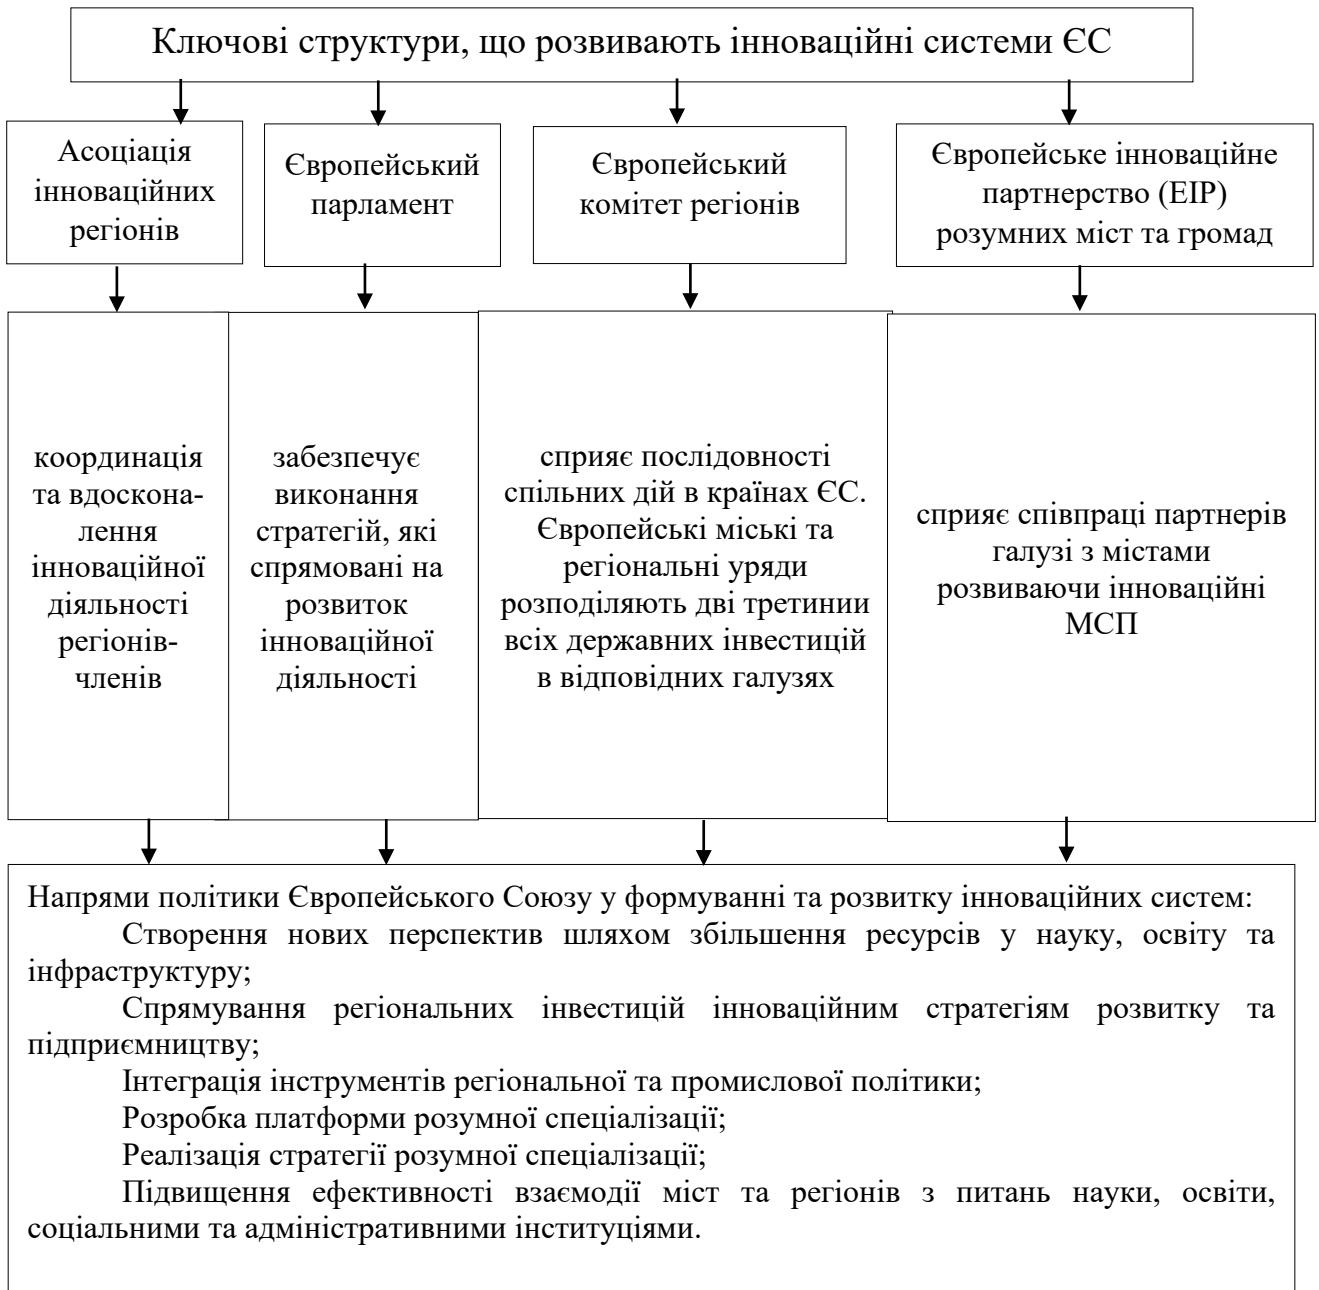 Ключові структури, що розвивають інноваційні системи ЄС
Асоціація
інноваційних
регіонів
Європейський
парламент
Європейський
комітет регіонів
Європейське інноваційне
партнерство (EIP)
розумних міст та громад
координація
та вдоскона-
лення
інноваційної
діяльності
регіонів-
членів
забезпечує
виконання
стратегій, які
спрямовані на
розвиток
інноваційної
діяльності
сприяє послідовності
спільних дій в країнах ЄС.
Європейські міські та
регіональні уряди
розподіляють дві третинии
всіх державних інвестицій
в відповідних галузях
сприяє співпраці партнерів
галузі з містами
розвиваючи інноваційні
МСП
Напрями політики Європейського Союзу у формуванні та розвитку інноваційних систем:
Створення нових перспектив шляхом збільшення ресурсів у науку, освіту та
інфраструктуру;
Спрямування регіональних інвестицій інноваційним стратегіям розвитку та
підприємництву;
Інтеграція інструментів регіональної та промислової політики;
Розробка платформи розумної спеціалізації;
Реалізація стратегії розумної спеціалізації;
Підвищення ефективності взаємодії міст та регіонів з питань науки, освіти,
соціальними та адміністративними інституціями.